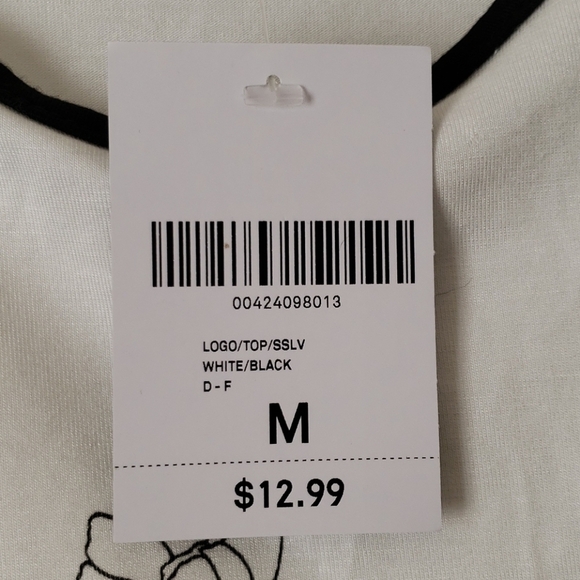 00424098013
LOGO/TOP/SSLV
WHITE/BLACK
D-F
M
$12.99